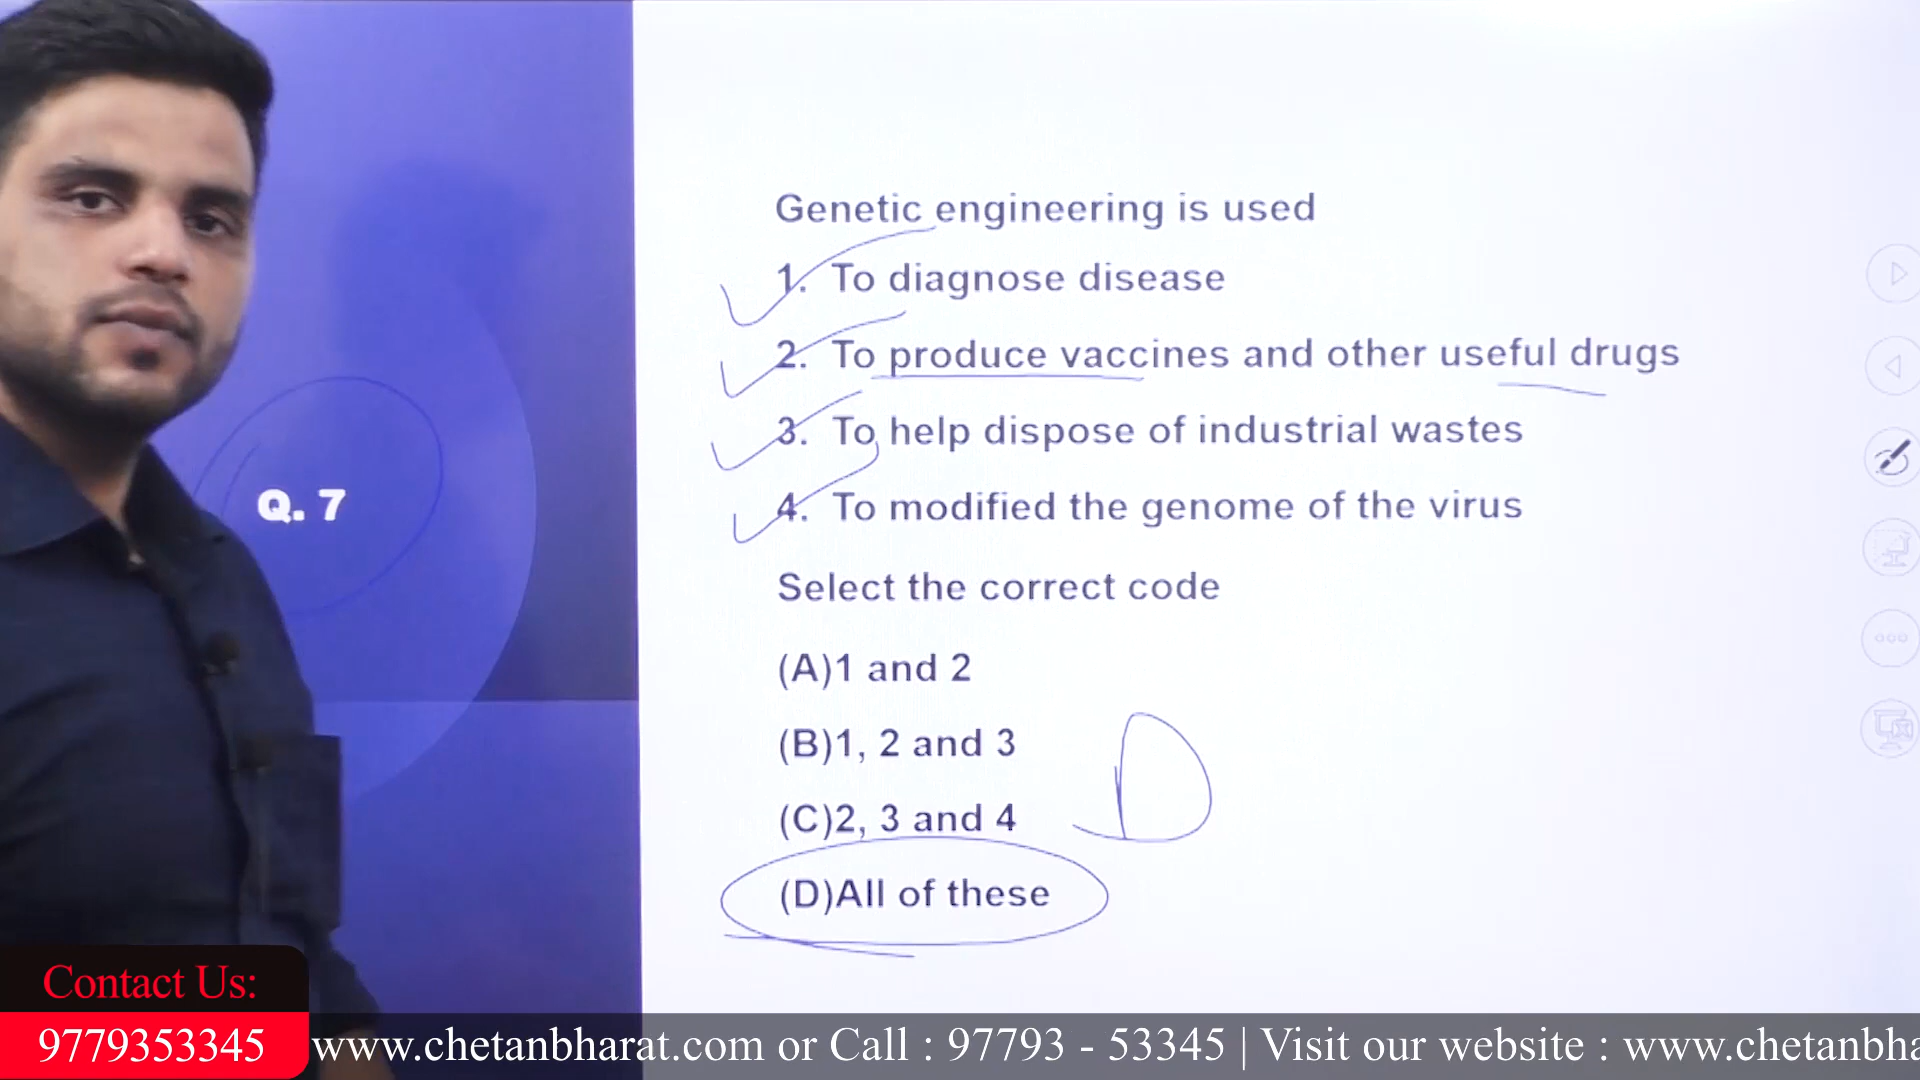 Q. 7
Genetic engineering is used
1. To diagnose disease
2. To produce vaccines and other useful drugs
3. To help dispose of industrial wastes
4. To modified the genome of the virus
Select the correct code
(A)1 and 2
(B)1, 2 and 3
(C)2, 3 and 4
D
(D)All of these
Contact Us:
9779353345
www.chetanbharat.com or Call : 97793 - 53345 | Visit our website : www.chetanbha